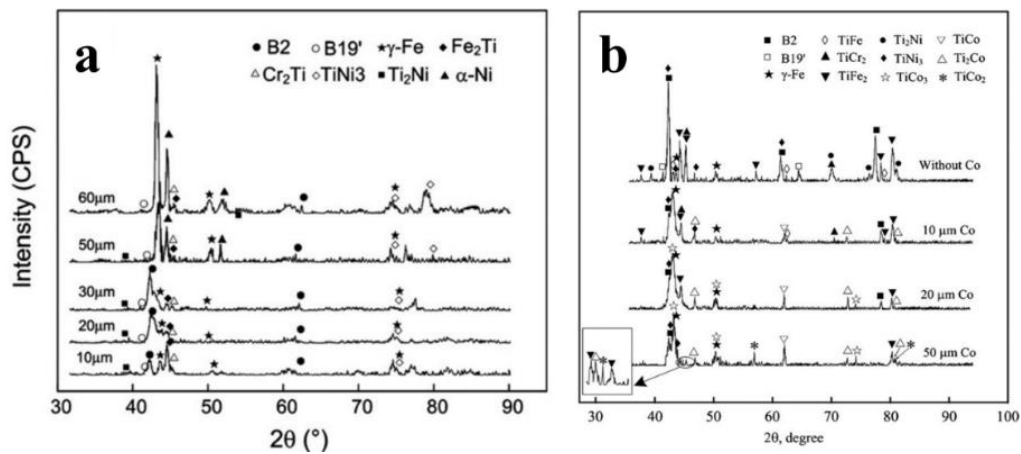 a
B2 B19' γ-Fe Fe₂Ti
Cr₂Ti TiNi3 Ti₂Ni α-Ni
Intensity (CPS)
60μm
50μm
30μm
20μm
10μm
30 40 50 60 70 80 90
2θ (°)
b
B2 TiFe Ti₂Ni TiCo
B19' TiCr₂ TiNi₃ Ti₂Co
γ-Fe TiFe₂ TiCo₃ TiCo₂
Without Co
10 μm Co
20 μm Co
50 μm Co
30 40 50 60 70 80 90 100
2θ, degree